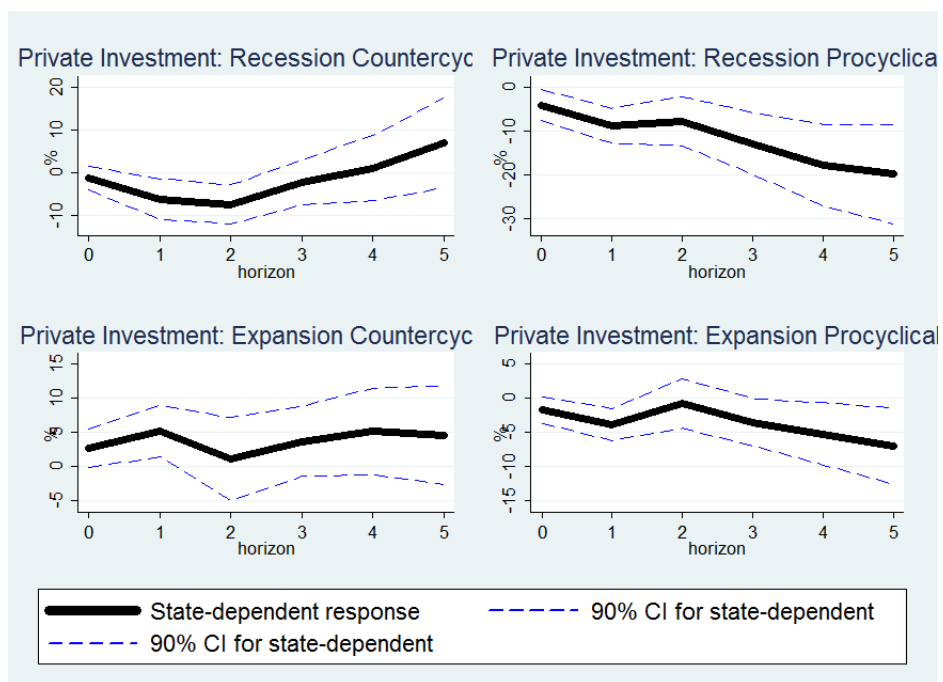 Private Investment: Recession Countercyc
20
10
0
-10
%
0 1 2 3 4 5
horizon
Private Investment: Recession Procyclical
0
-10
-20
-30
%
0 1 2 3 4 5
horizon
Private Investment: Expansion Countercyc
15
10
5
0
-5
%
0 1 2 3 4 5
horizon
Private Investment: Expansion Procyclical
5
0
-5
-10
-15
%
0 1 2 3 4 5
horizon
State-dependent response
90% CI for state-dependent
90% CI for state-dependent